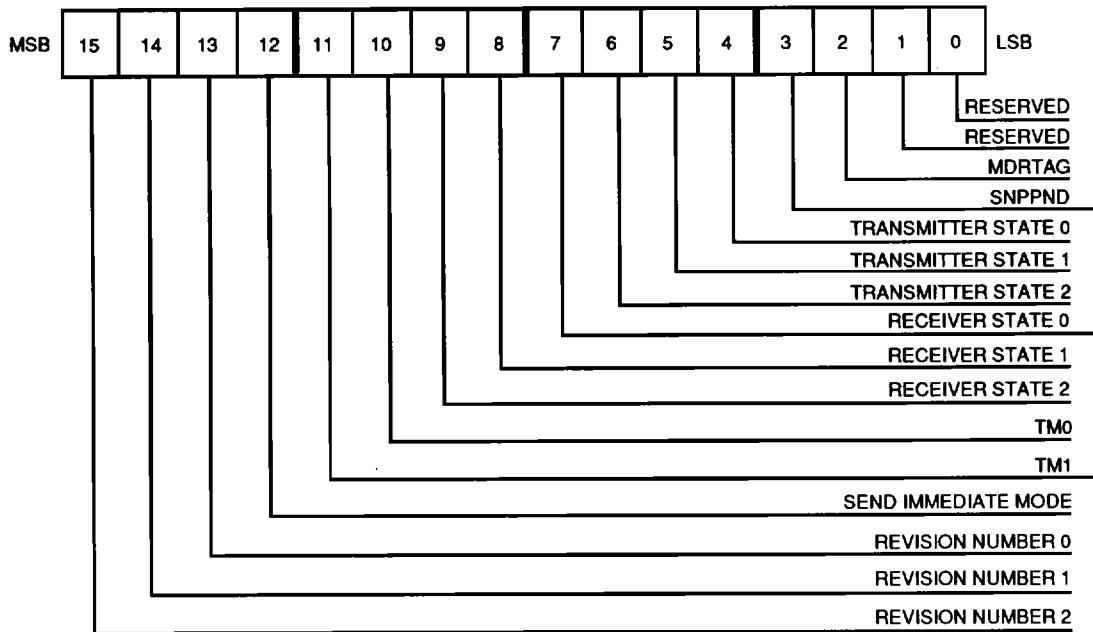 MSB 15 14 13 12 11 10 9 8 7 6 5 4 3 2 1 0 LSB
RESERVED
RESERVED
MDRTAG
SNPPND
TRANSMITTER STATE 0
TRANSMITTER STATE 1
TRANSMITTER STATE 2
RECEIVER STATE 0
RECEIVER STATE 1
RECEIVER STATE 2
TM0
TM1
SEND IMMEDIATE MODE
REVISION NUMBER 0
REVISION NUMBER 1
REVISION NUMBER 2